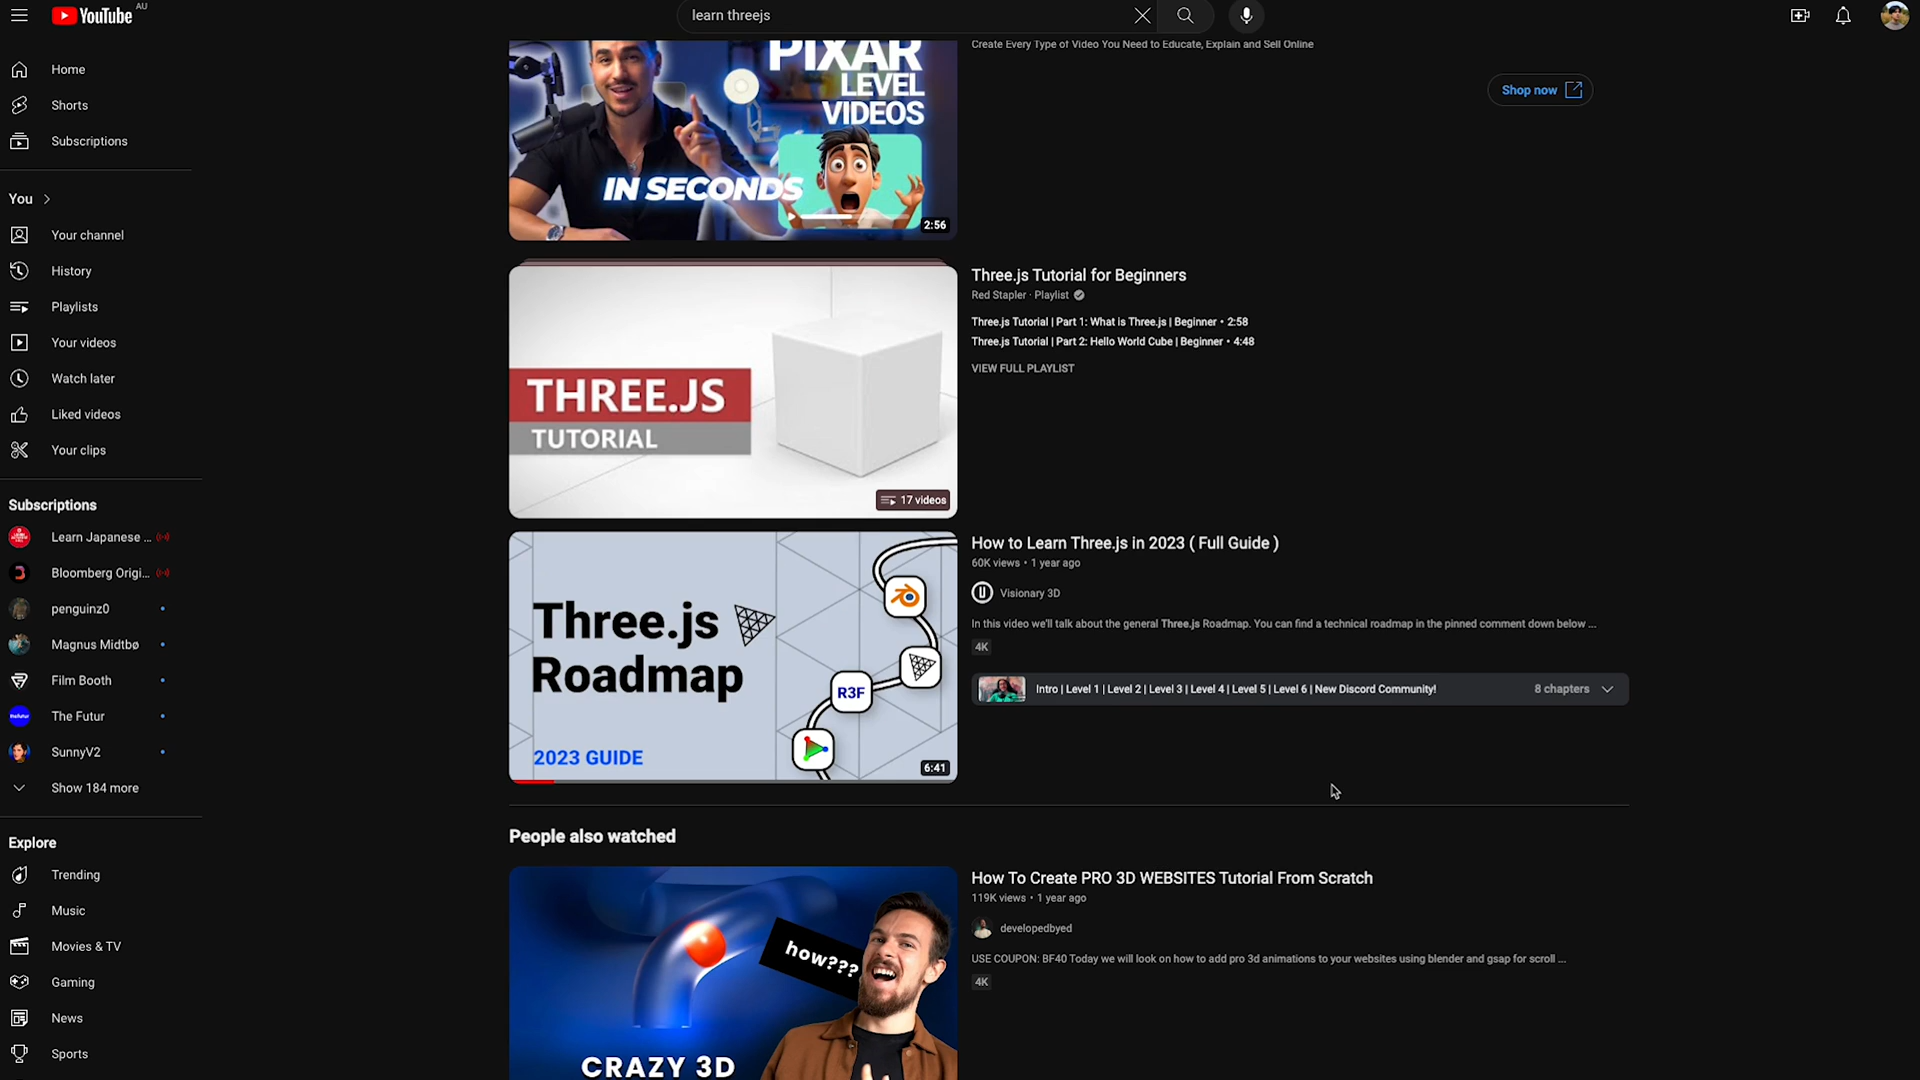 YouTube
AU
learn threejs
Home
Shorts
Subscriptions
You
Your channel
History
Playlists
Your videos
Watch later
Liked videos
Your clips
Subscriptions
Learn Japanese ...
Bloomberg Origi...
penguinz0
Magnus Midtbø
Film Booth
The Futur
SunnyV2
Show 184 more
Explore
Trending
Music
Movies & TV
Gaming
News
Sports
PIXAR
LEVEL
VIDEOS
IN SECONDS
2:56
Create Every Type of Video You Need to Educate, Explain and Sell Online
Shop now
THREE.JS
TUTORIAL
17 videos
Three.js Tutorial for Beginners
Red Stapler · Playlist
Three.js Tutorial | Part 1: What is Three.js | Beginner • 2:58
Three.js Tutorial | Part 2: Hello World Cube | Beginner • 4:48
VIEW FULL PLAYLIST
Three.js
Roadmap
R3F
2023 GUIDE
6:41
How to Learn Three.js in 2023 ( Full Guide )
60K views • 1 year ago
Visionary 3D
In this video we'll talk about the general Three.js Roadmap. You can find a technical roadmap in the pinned comment down below ...
4K
Intro | Level 1 | Level 2 | Level 3 | Level 4 | Level 5 | Level 6 | New Discord Community!
8 chapters
People also watched
how???
CRAZY 3D
How To Create PRO 3D WEBSITES Tutorial From Scratch
119K views • 1 year ago
developedbyed
USE COUPON: BF40 Today we will look on how to add pro 3d animations to your websites using blender and gsap for scroll ...
4K